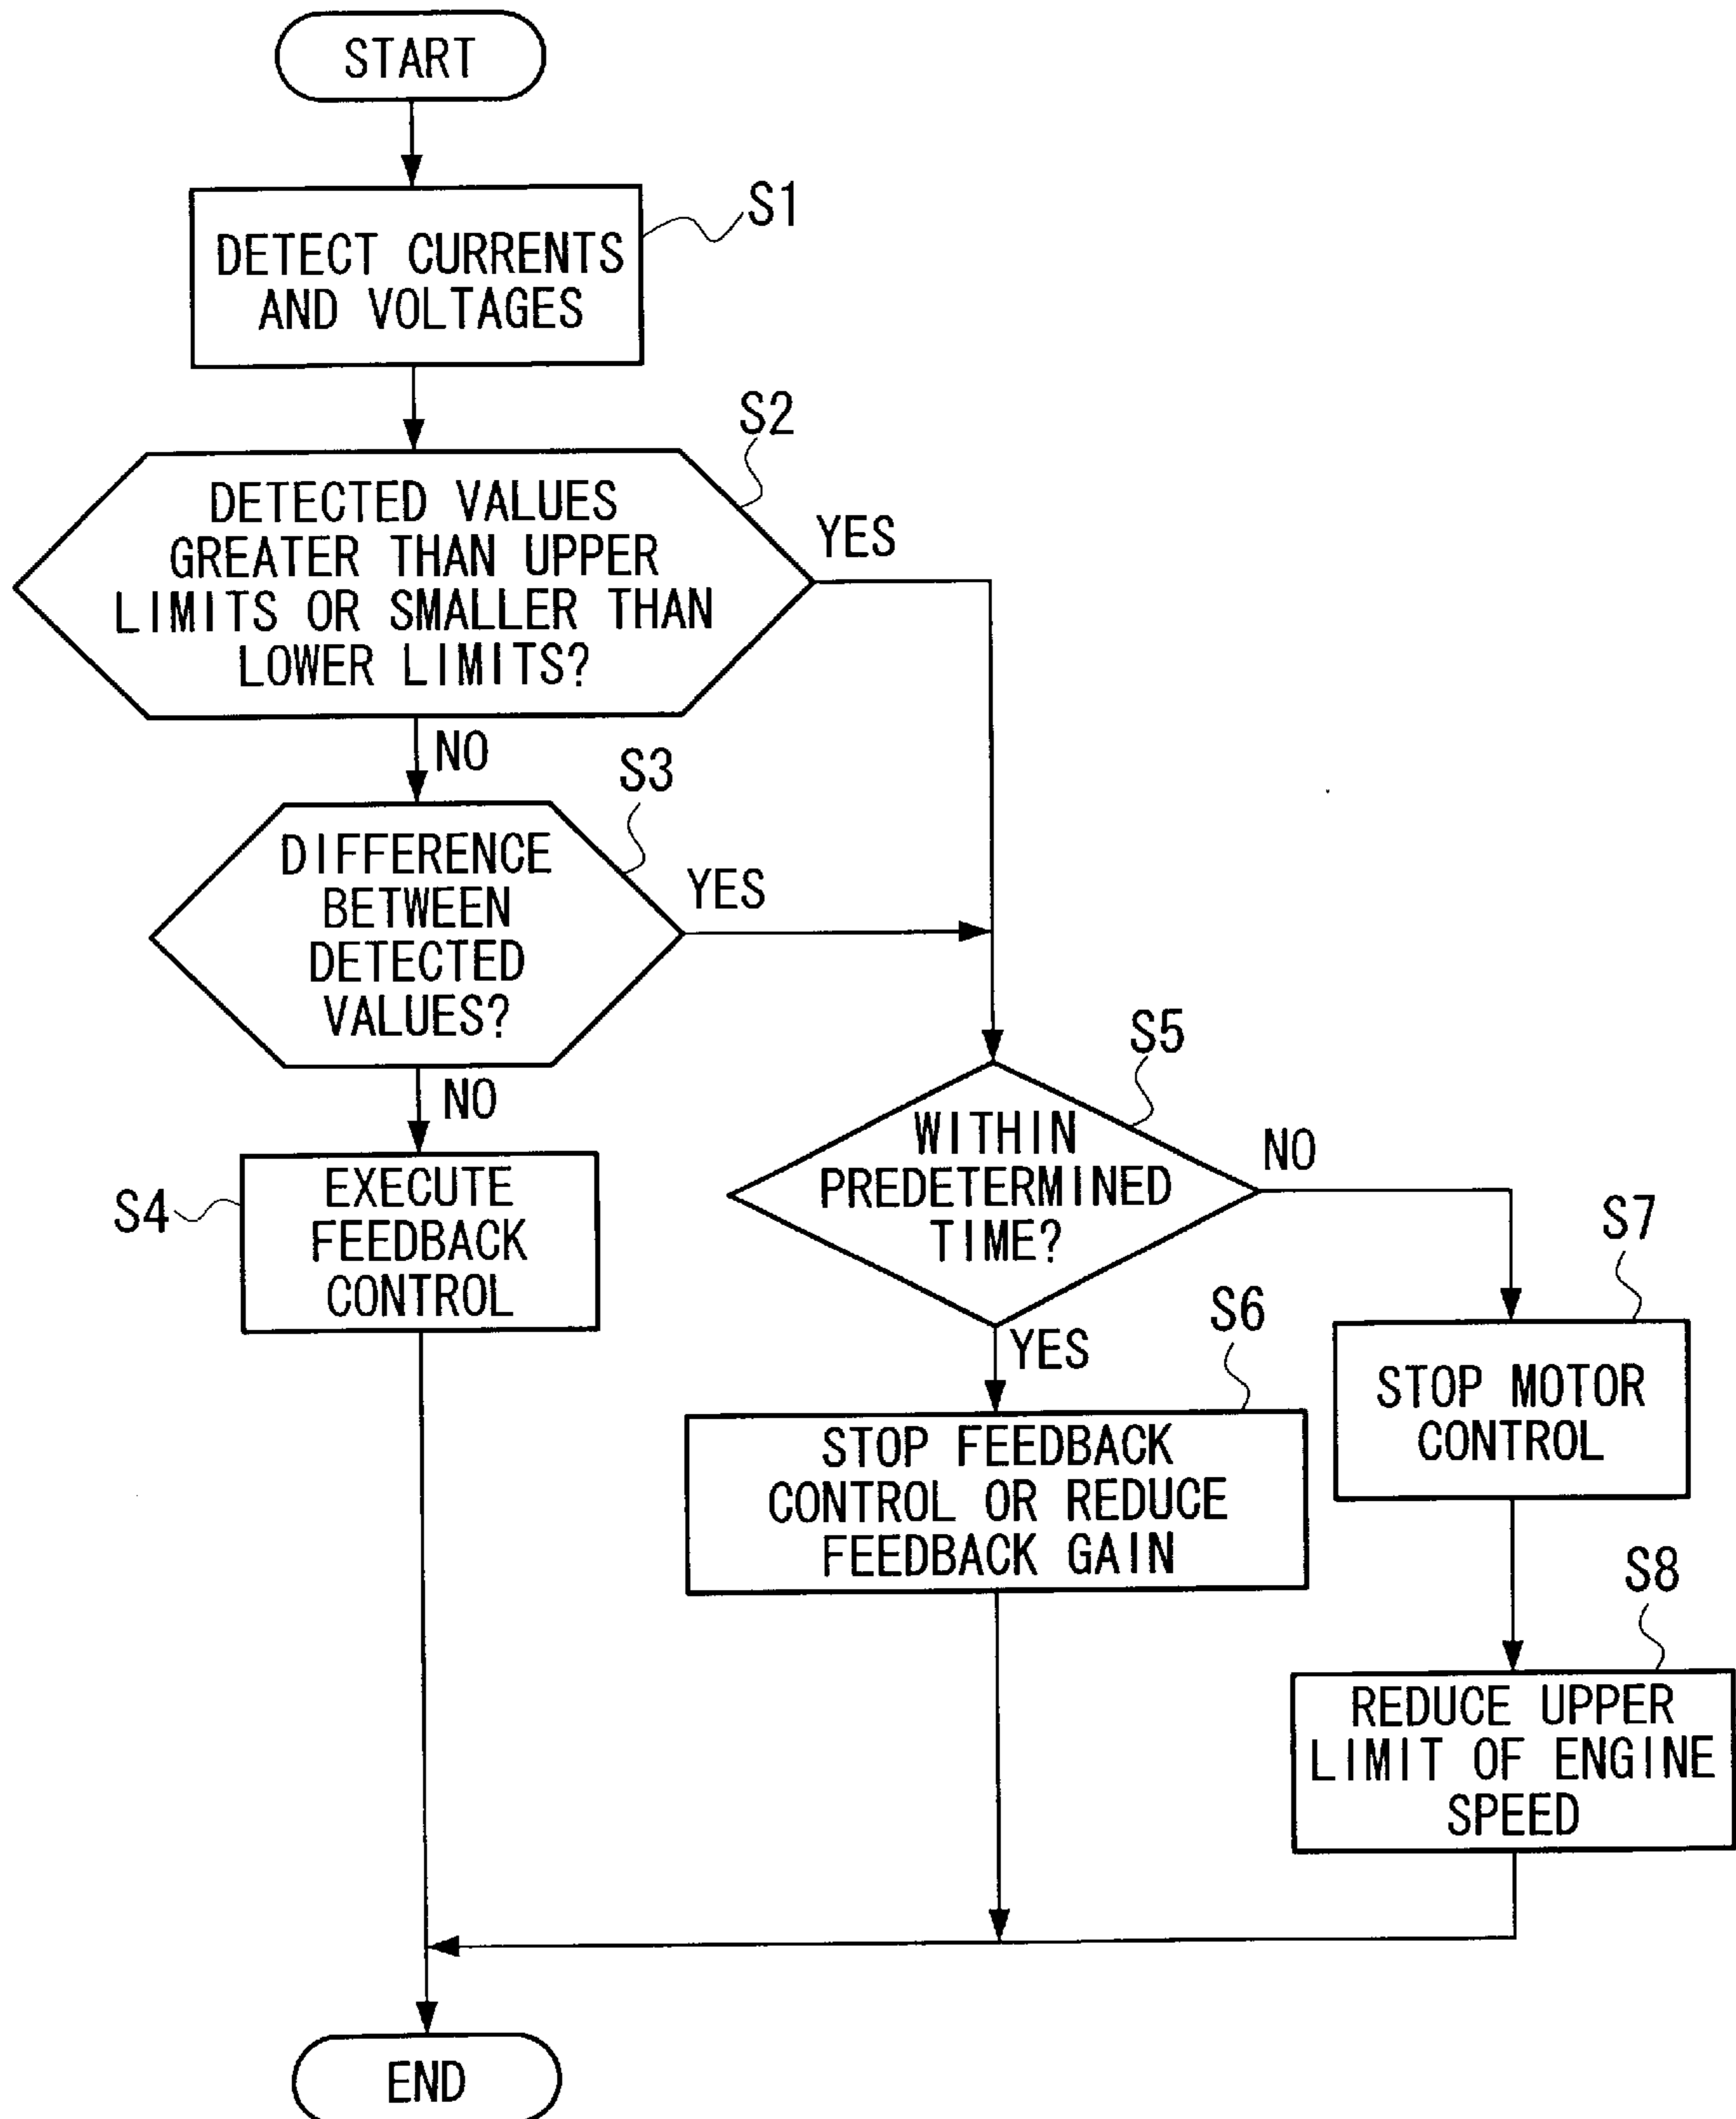 START
S1
DETECT CURRENTS
AND VOLTAGES
S2
DETECTED VALUES
GREATER THAN UPPER
LIMITS OR SMALLER THAN
LOWER LIMITS?
YES
NO
S3
DIFFERENCE
BETWEEN
DETECTED
VALUES?
YES
NO
S4
EXECUTE
FEEDBACK
CONTROL
S5
WITHIN
PREDETERMINED
TIME?
NO
YES
S6
STOP FEEDBACK
CONTROL OR REDUCE
FEEDBACK GAIN
S7
STOP MOTOR
CONTROL
S8
REDUCE UPPER
LIMIT OF ENGINE
SPEED
END